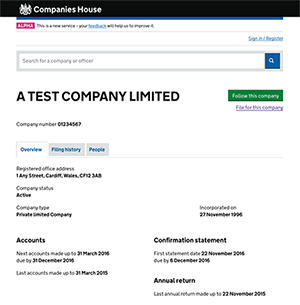 Companies House
ALPHA This is a new service – your feedback will help us to improve it.
Sign in / Register
Search for a company or officer
A TEST COMPANY LIMITED
Follow this company
File for this company
Company number 01234567
Overview Filing history People
Registered office address
1 Any Street, Cardiff, Wales, CF12 3AB
Company status
Active
Company type
Private limited Company
Incorporated on
27 November 1996
Accounts
Next accounts made up to 31 March 2016
due by 31 December 2016
Last accounts made up to 31 March 2015
Confirmation statement
First statement date 22 November 2016
due by 6 December 2016
Annual return
Last annual return made up to 22 November 2015